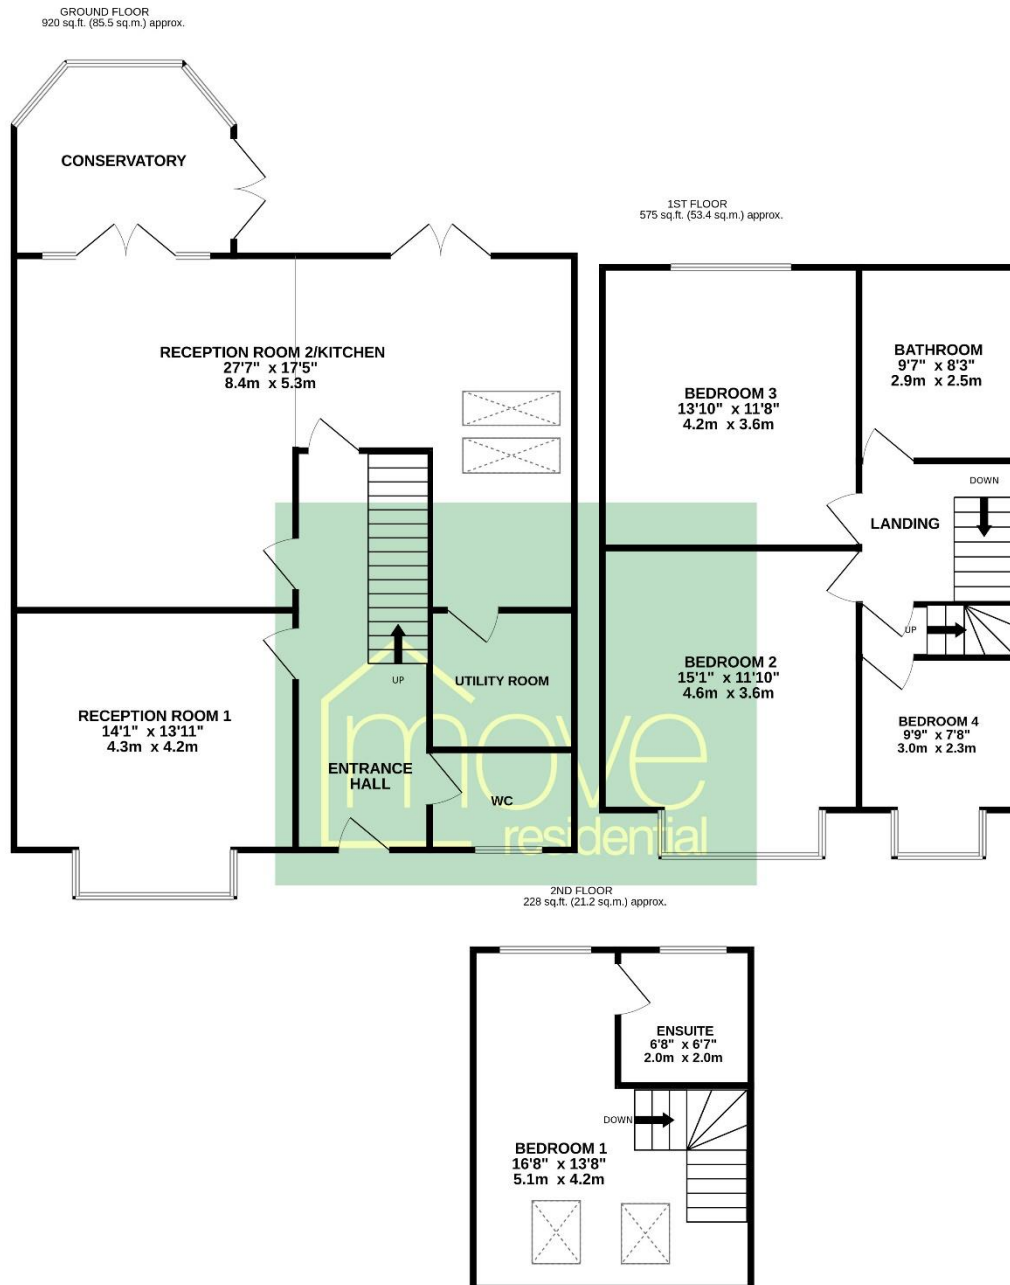 GROUND FLOOR
920 sq.ft. (85.5 sq.m.) approx.
CONSERVATORY
RECEPTION ROOM 2/KITCHEN
27'7" x 17'5"
8.4m x 5.3m
UP
UTILITY ROOM
RECEPTION ROOM 1
14'1" x 13'11"
4.3m x 4.2m
ENTRANCE
HALL
WC
move
residential
1ST FLOOR
575 sq.ft. (53.4 sq.m.) approx.
BEDROOM 3
13'10" x 11'8"
4.2m x 3.6m
BATHROOM
9'7" x 8'3"
2.9m x 2.5m
DOWN
LANDING
UP
BEDROOM 2
15'1" x 11'10"
4.6m x 3.6m
BEDROOM 4
9'9" x 7'8"
3.0m x 2.3m
2ND FLOOR
228 sq.ft. (21.2 sq.m.) approx.
ENSUITE
6'8" x 6'7"
2.0m x 2.0m
DOWN
BEDROOM 1
16'8" x 13'8"
5.1m x 4.2m